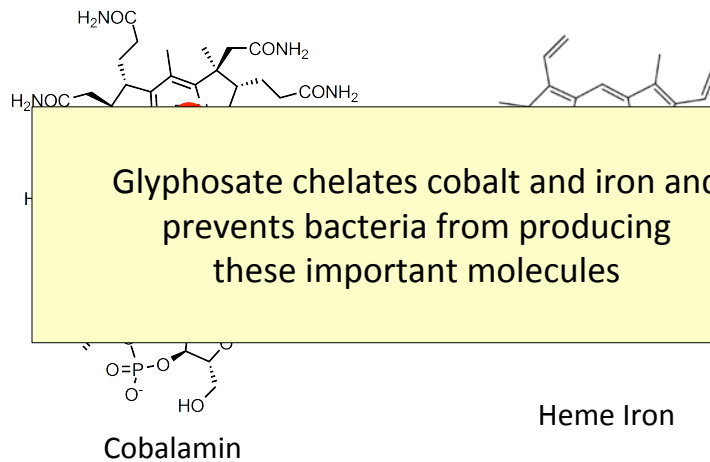 H₂NOC
CONH₂
H₂NOC
CONH₂
H
Glyphosate chelates cobalt and iron and
prevents bacteria from producing
these important molecules
O=P-O
O
O⁻
HO
Heme Iron
Cobalamin